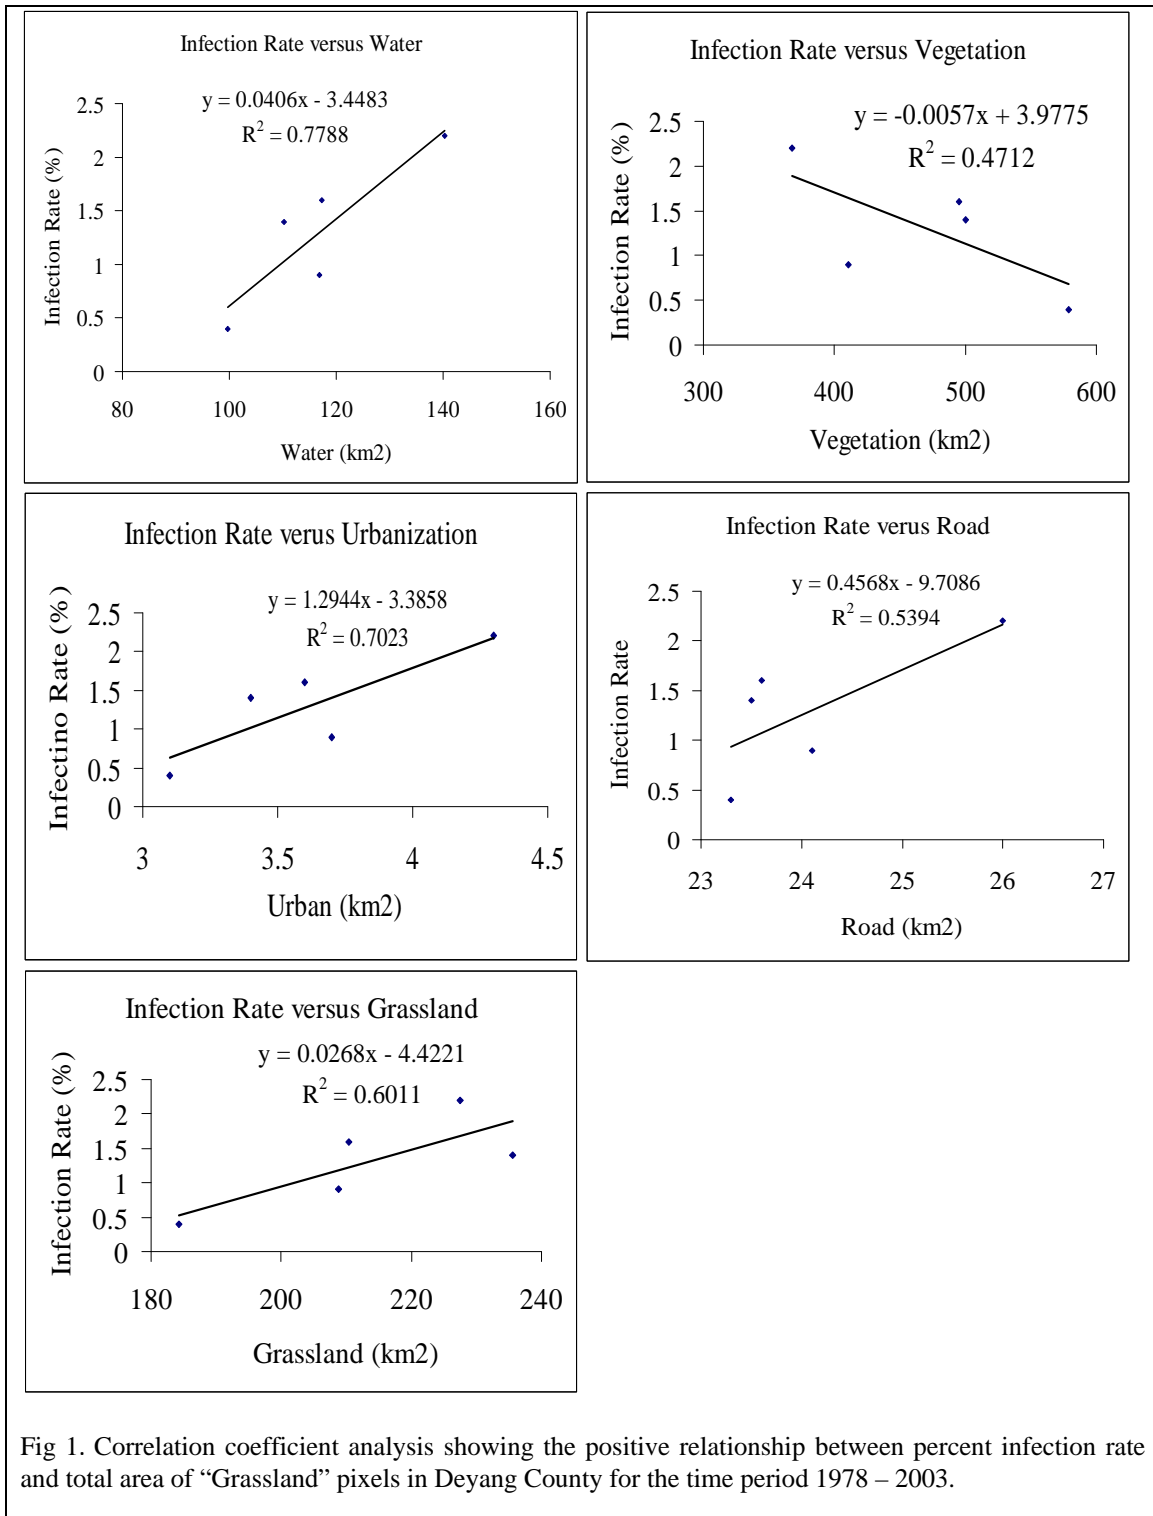 Infection Rate versus Water
y = 0.0406x - 3.4483
R² = 0.7788
Infection Rate (%)
2.5
2
1.5
1
0.5
0
80 100 120 140 160
Water (km2)
Infection Rate versus Vegetation
y = -0.0057x + 3.9775
R² = 0.4712
Infection Rate (%)
2.5
2
1.5
1
0.5
0
300 400 500 600
Vegetation (km2)
Infection Rate verus Urbanization
y = 1.2944x - 3.3858
R² = 0.7023
Infectino Rate (%)
2.5
2
1.5
1
0.5
0
3 3.5 4 4.5
Urban (km2)
Infection Rate verus Road
y = 0.4568x - 9.7086
R² = 0.5394
Infection Rate
2.5
2
1.5
1
0.5
0
23 24 25 26 27
Road (km2)
Infection Rate versus Grassland
y = 0.0268x - 4.4221
R² = 0.6011
Infection Rate (%)
2.5
2
1.5
1
0.5
0
180 200 220 240
Grassland (km2)
Fig 1. Correlation coefficient analysis showing the positive relationship between percent infection rate
and total area of “Grassland” pixels in Deyang County for the time period 1978 – 2003.